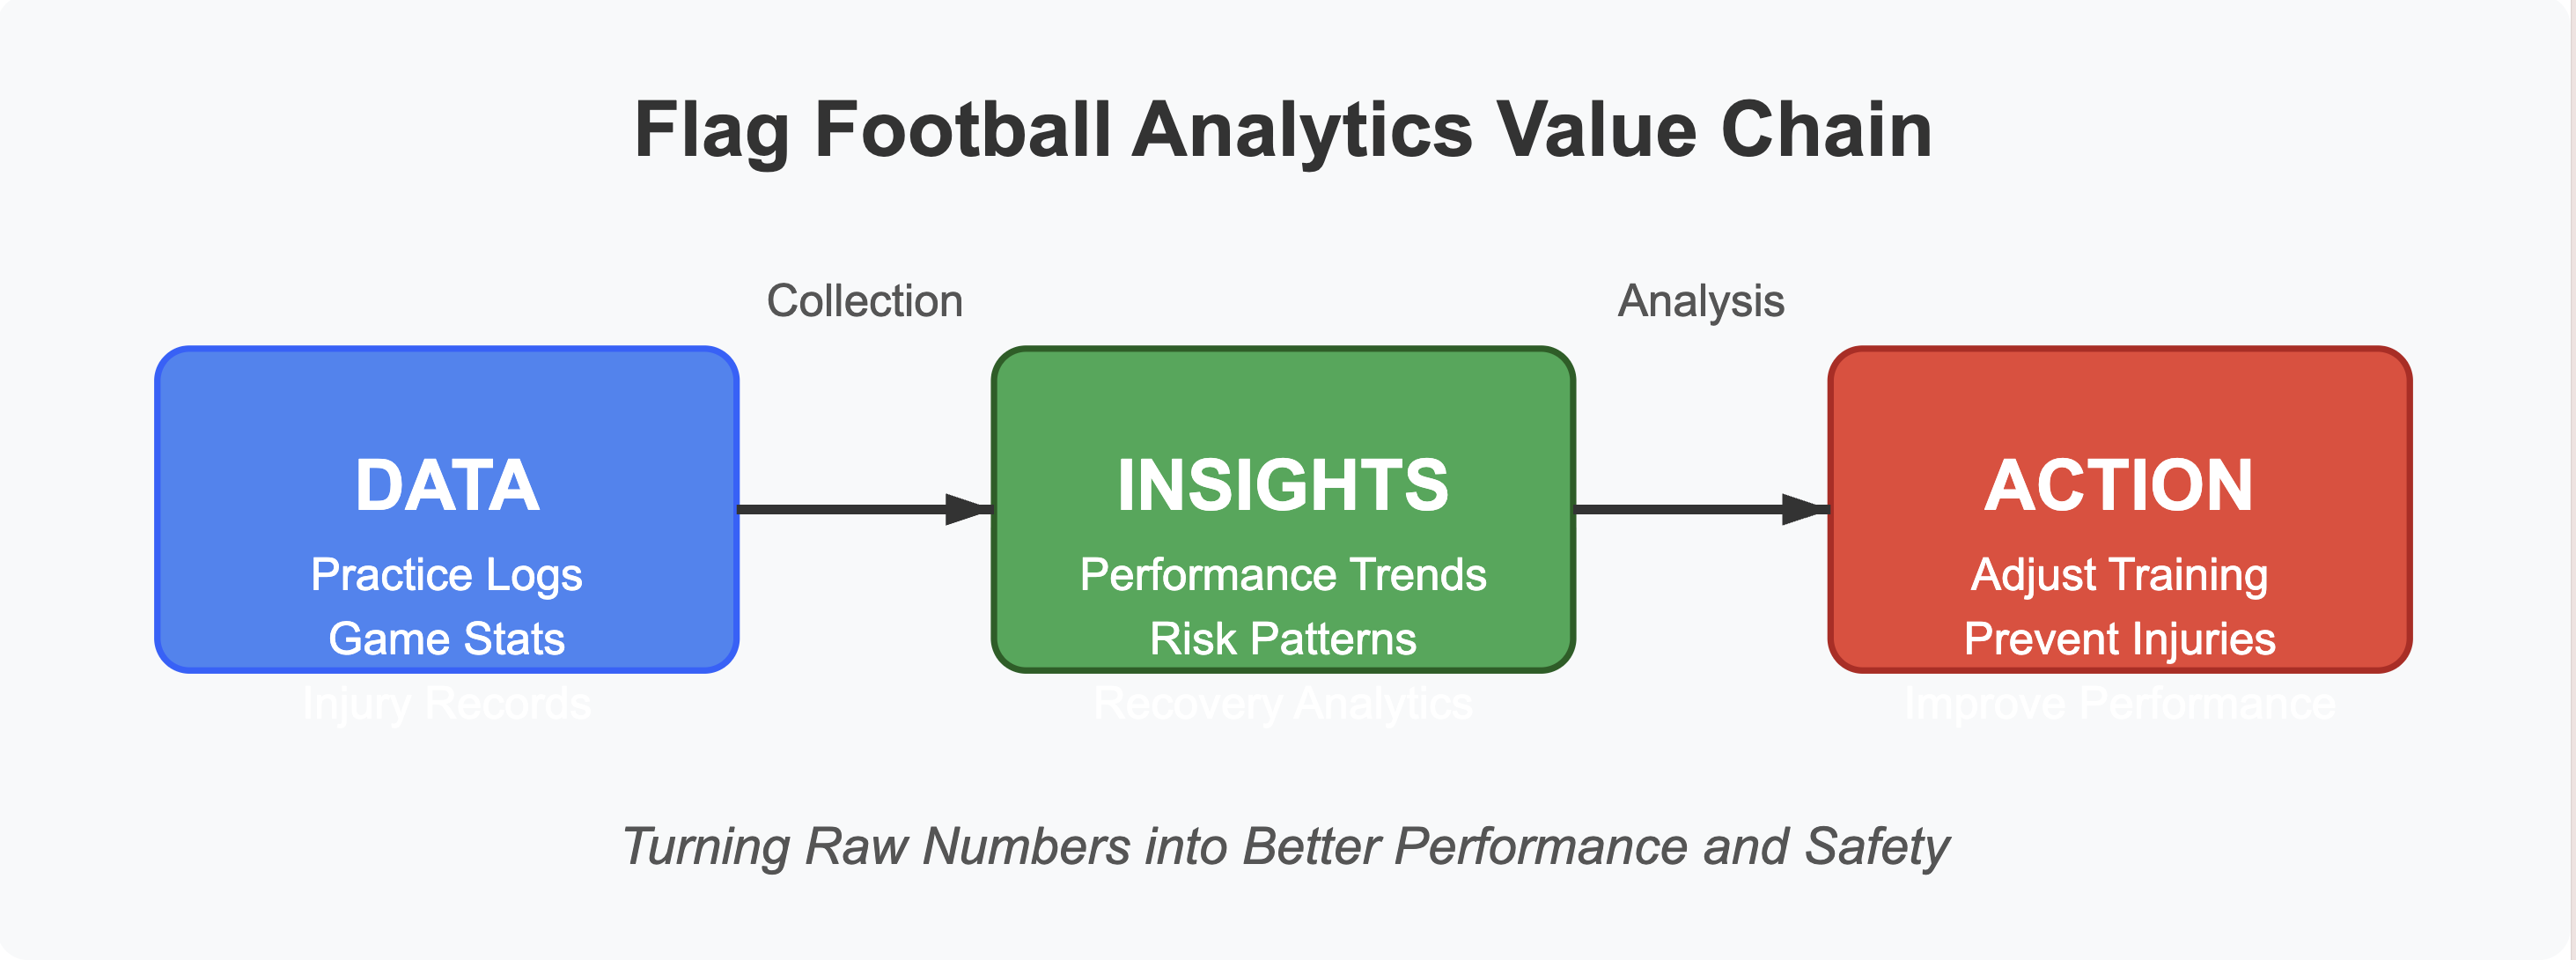 Flag Football Analytics Value Chain
Collection
Analysis
DATA
Practice Logs
Game Stats
Injury Records
INSIGHTS
Performance Trends
Risk Patterns
Recovery Analytics
ACTION
Adjust Training
Prevent Injuries
Improve Performance
Turning Raw Numbers into Better Performance and Safety